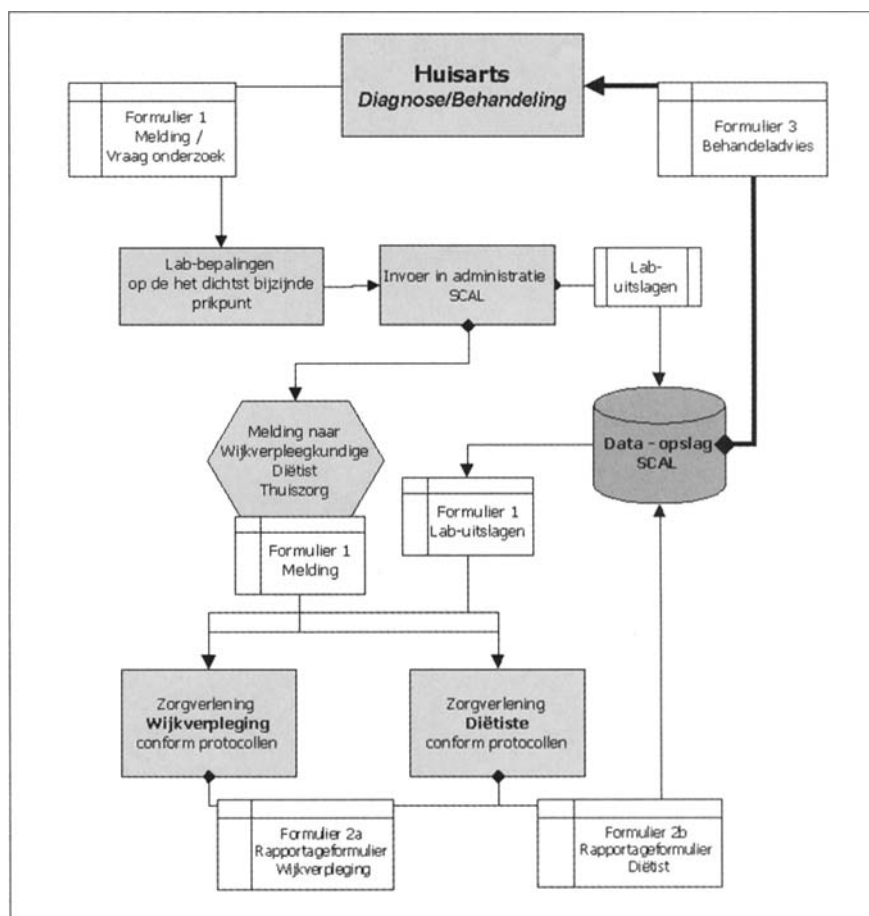 Huisarts
Diagnose/Behandeling
Formulier 1
Melding /
Vraag onderzoek
Formulier 3
Behandeladvies
Lab-bepalingen
op de het dichtst bijzijnde
prikpunt
Invoer in administratie
SCAL
Lab-
uitslagen
Melding naar
Wijkverpleegkundige
Diëtist
Thuiszorg
Data - opslag
SCAL
Formulier 1
Lab-uitslagen
Formulier 1
Melding
Zorgverlening
Wijkverpleging
conform protocollen
Zorgverlening
Diëtiste
conform protocollen
Formulier 2a
Rapportageformulier
Wijkverpleging
Formulier 2b
Rapportageformulier
Diëtist